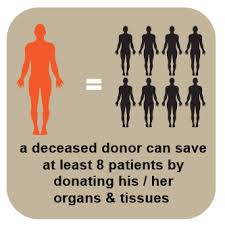 =
a deceased donor can save
at least 8 patients by
donating his / her
organs & tissues